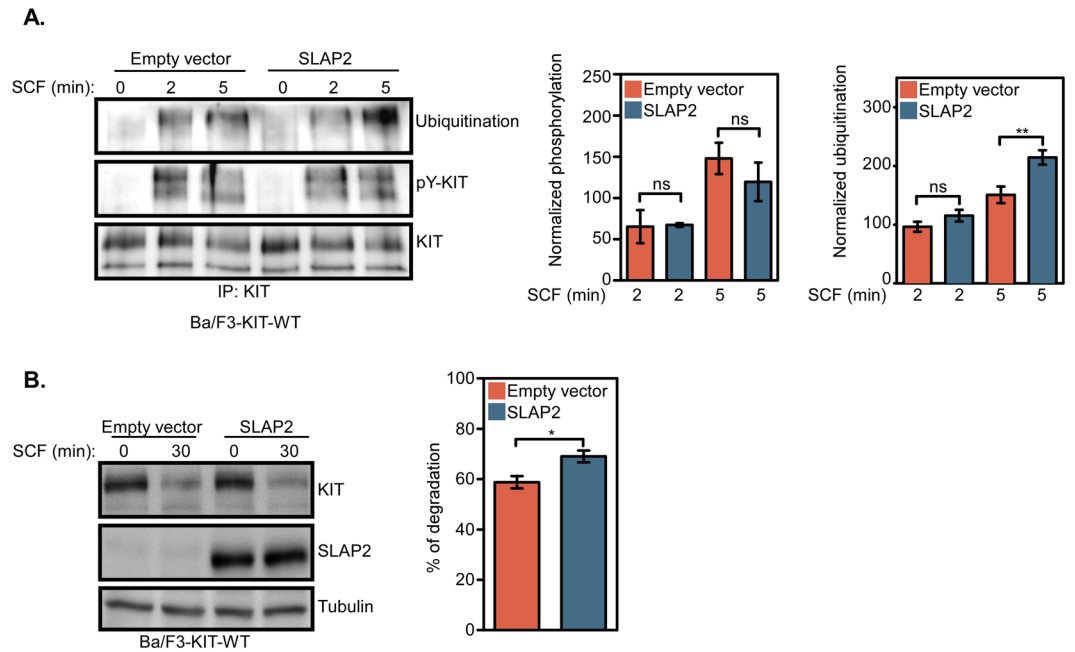 A.
Empty vector SLAP2
SCF (min): 0 2 5 0 2 5
Ubiquitination
pY-KIT
KIT
IP: KIT
Ba/F3-KIT-WT
Normalized phosphorylation
250
200
150
100
50
0
Empty vector
SLAP2
ns
ns
SCF (min) 2 2 5 5
Normalized ubiquitination
300
200
100
0
Empty vector
SLAP2
ns
**
SCF (min) 2 2 5 5
B.
Empty vector SLAP2
SCF (min): 0 30 0 30
KIT
SLAP2
Tubulin
Ba/F3-KIT-WT
% of degradation
100
80
60
40
20
0
Empty vector
SLAP2
*